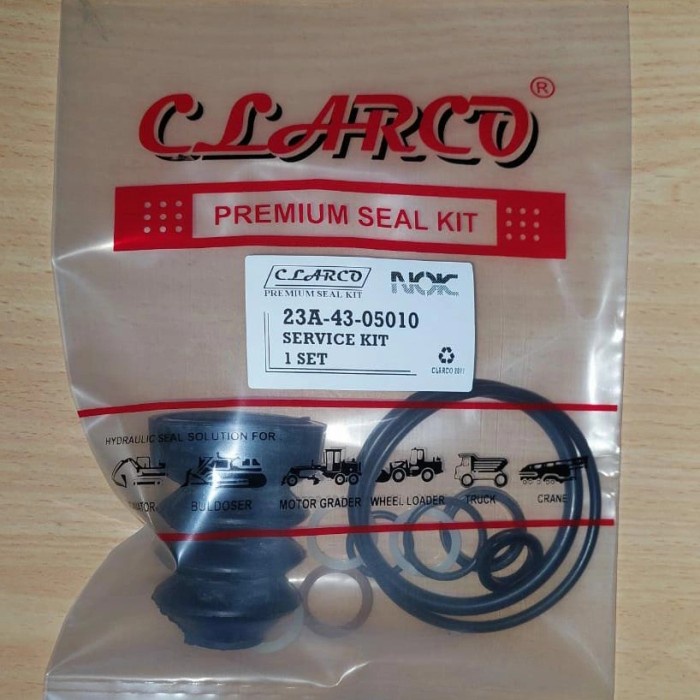 CLARCO®
PREMIUM SEAL KIT
CLARCO NOK
PREMIUM SEAL KIT
23A-43-05010
SERVICE KIT
1 SET
HYDRAULIC SEAL SOLUTION FOR
BULDOSER MOTOR GRADER WHEEL LOADER TRUCK CRANE